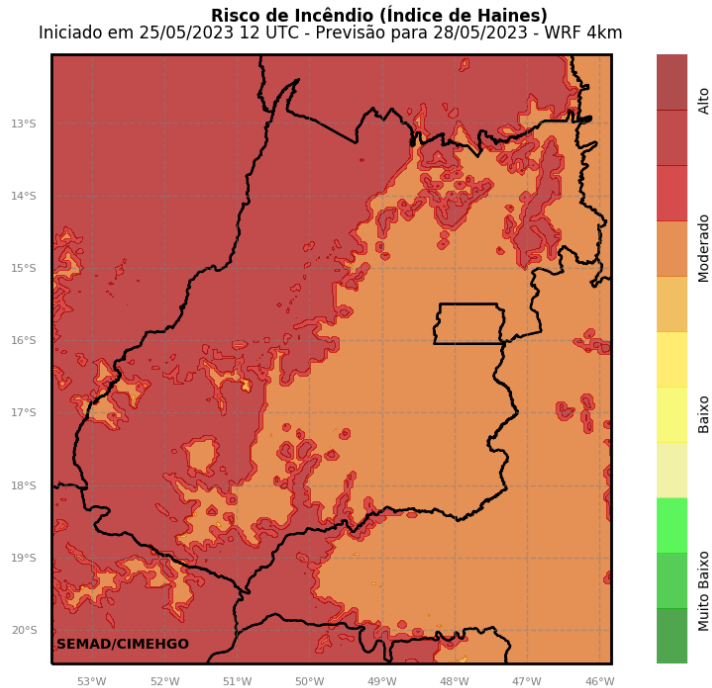 Risco de Incêndio (Índice de Haines)
Iniciado em 25/05/2023 12 UTC - Previsão para 28/05/2023 - WRF 4km
13°S
14°S
15°S
16°S
17°S
18°S
19°S
20°S
SEMAD/CIMEHGO
53°W
52°W
51°W
50°W
49°W
48°W
47°W
46°W
Alto
Moderado
Baixo
Muito Baixo